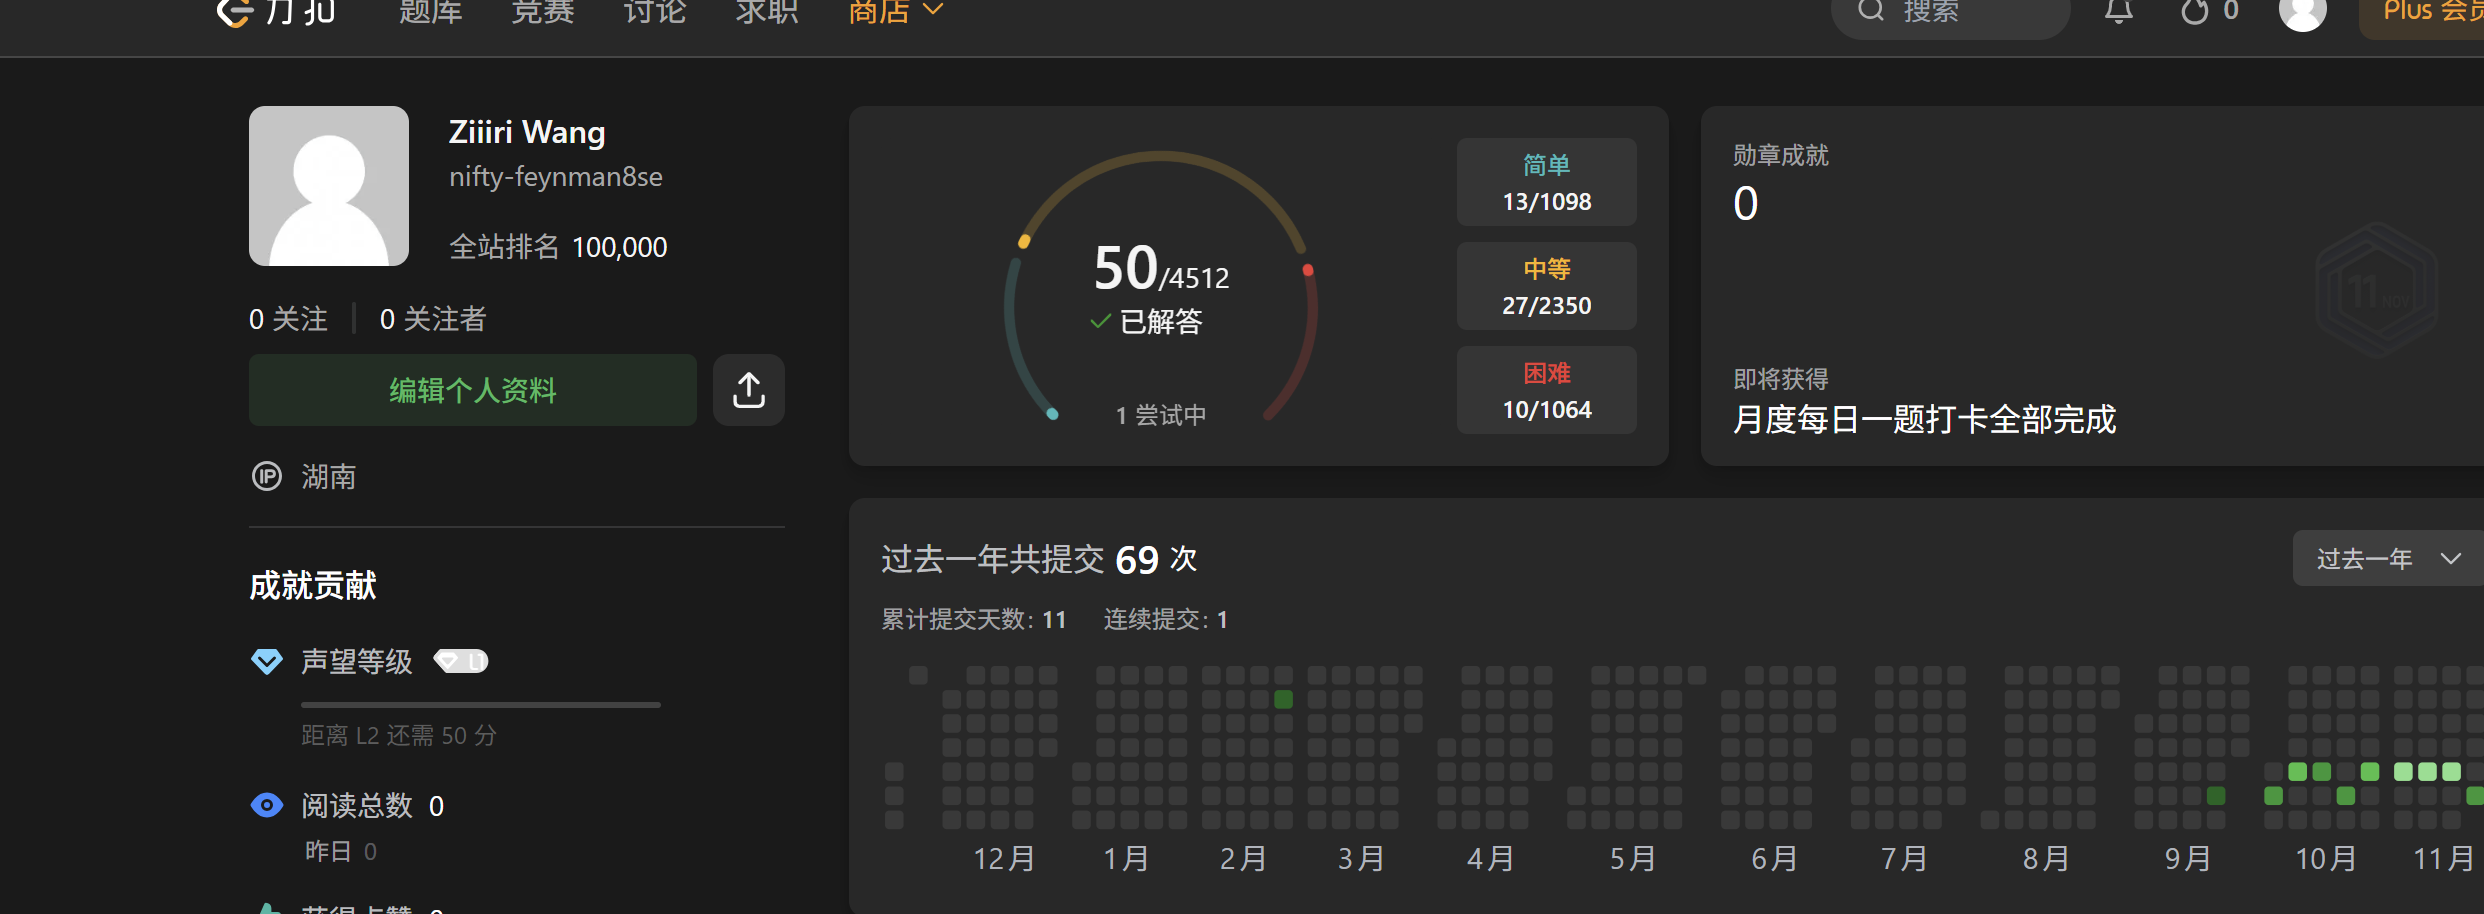 力扣 题库 竞赛 讨论 求职 商店 搜索 0 Plus 会员
Ziiiri Wang
nifty-feynman8se
全站排名 100,000
0 关注 0 关注者
编辑个人资料
IP 湖南
成就贡献
声望等级 L1
距离 L2 还需 50 分
阅读总数 0
昨日 0
50/4512
已解答
1 尝试中
简单
13/1098
中等
27/2350
困难
10/1064
勋章成就
0
11 NOV
即将获得
月度每日一题打卡全部完成
过去一年共提交 69 次
过去一年
累计提交天数: 11 连续提交: 1
12月 1月 2月 3月 4月 5月 6月 7月 8月 9月 10月 11月